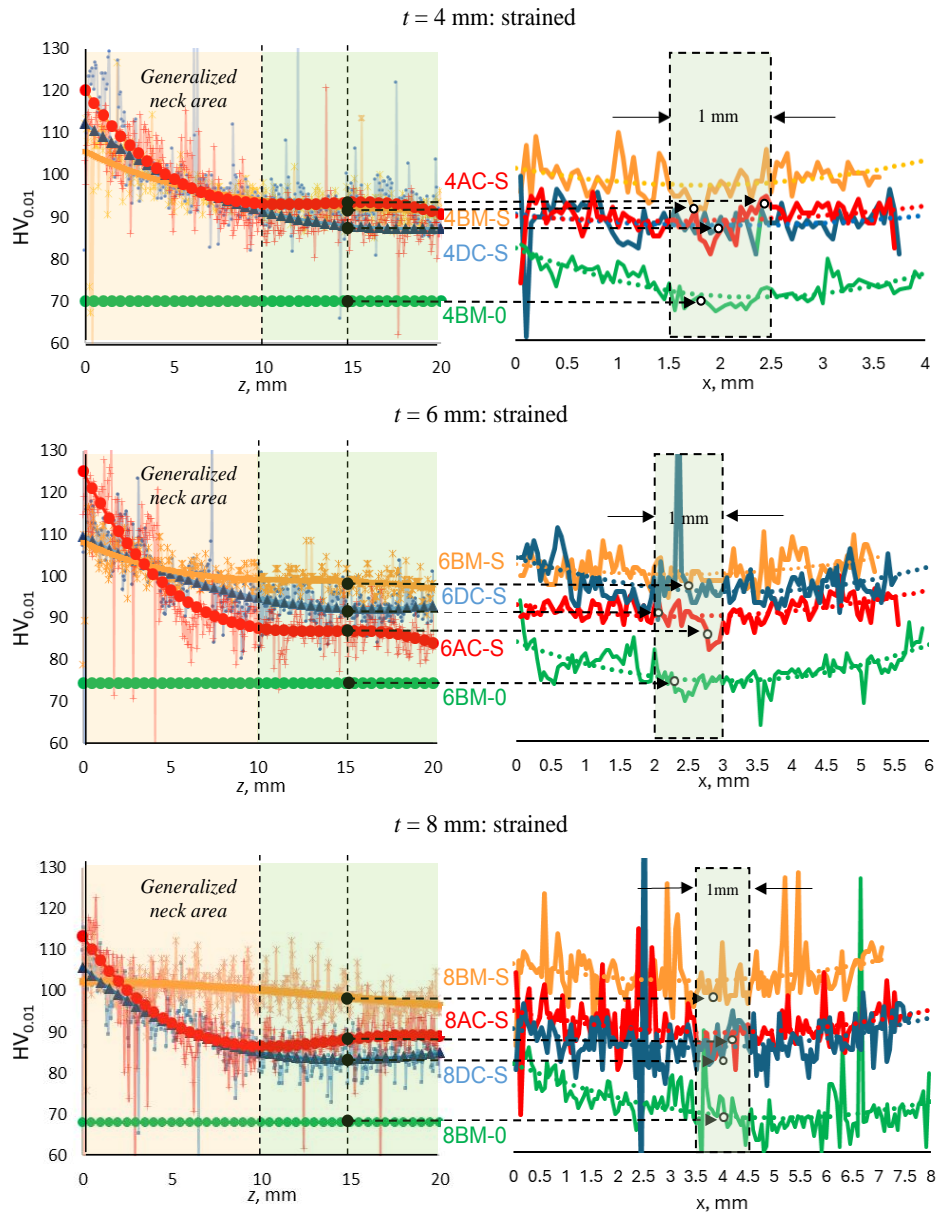 t = 4 mm: strained
130
120
110
100
90
80
70
60
HV0.01
Generalized
neck area
0
5
10
15
20
z, mm
4AC-S
4BM-S
4DC-S
4BM-0
1 mm
0
0.5
1
1.5
2
2.5
3
3.5
4
x, mm
t = 6 mm: strained
130
120
110
100
90
80
70
60
HV0.01
Generalized
neck area
0
5
10
15
20
z, mm
6BM-S
6DC-S
6AC-S
6BM-0
1 mm
0
0.5
1
1.5
2
2.5
3
3.5
4
4.5
5
5.5
6
x, mm
t = 8 mm: strained
130
120
110
100
90
80
70
60
HV0.01
Generalized
neck area
0
5
10
15
20
z, mm
8BM-S
8AC-S
8DC-S
8BM-0
1mm
0
0.5
1
1.5
2
2.5
3
3.5
4
4.5
5
5.5
6
6.5
7
7.5
8
x, mm